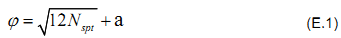 φ = √12N_spt + a (E.1)